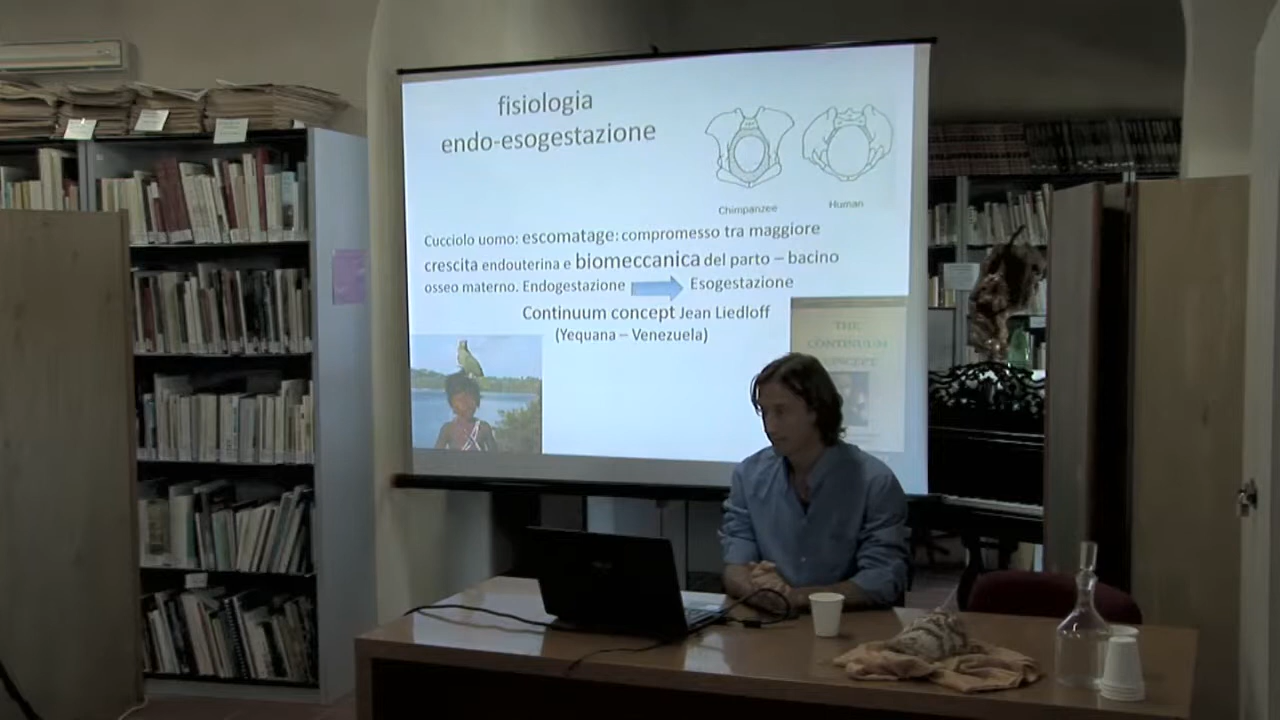 fisiologia
endo-esogestazione
Chimpanzee
Human
Cucciolo uomo: escomatage: compromesso tra maggiore
crescita endouterina e biomeccanica del parto – bacino
osseo materno. Endogestazione
Esogestazione
Continuum concept Jean Liedloff
(Yequana – Venezuela)
THE
CONTINUUM
CONCEPT